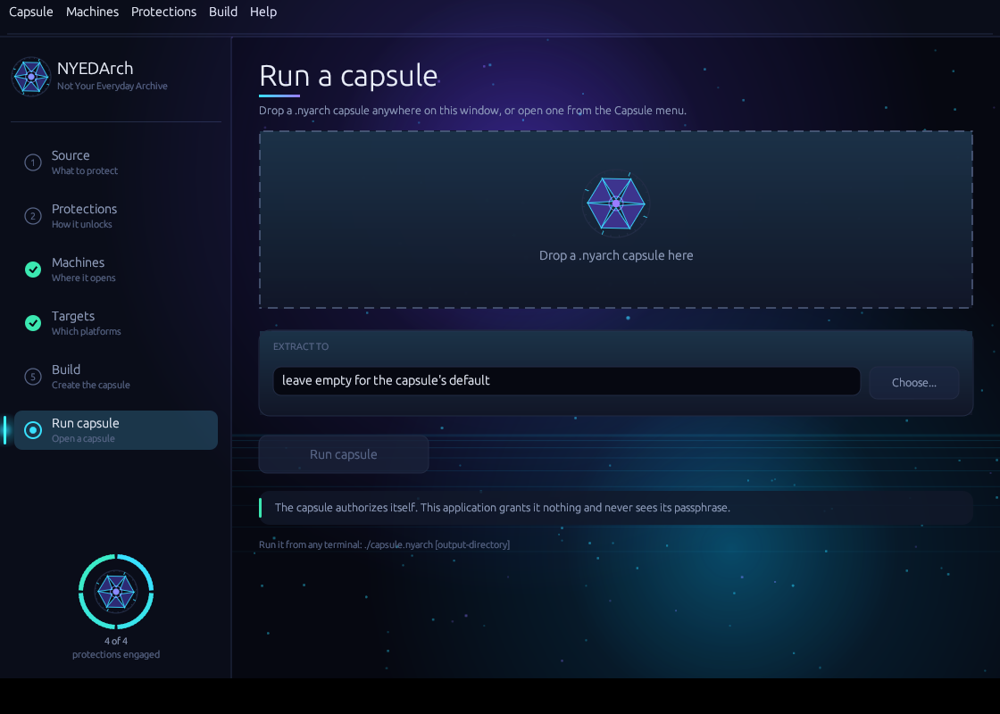 Capsule Machines Protections Build Help
NYEDArch
Not Your Everyday Archive
1
Source
What to protect
2
Protections
How it unlocks
Machines
Where it opens
Targets
Which platforms
5
Build
Create the capsule
Run capsule
Open a capsule
4 of 4
protections engaged
Run a capsule
Drop a .nyarch capsule anywhere on this window, or open one from the Capsule menu.
Drop a .nyarch capsule here
EXTRACT TO
leave empty for the capsule's default
Choose...
Run capsule
The capsule authorizes itself. This application grants it nothing and never sees its passphrase.
Run it from any terminal: ./capsule.nyarch [output-directory]